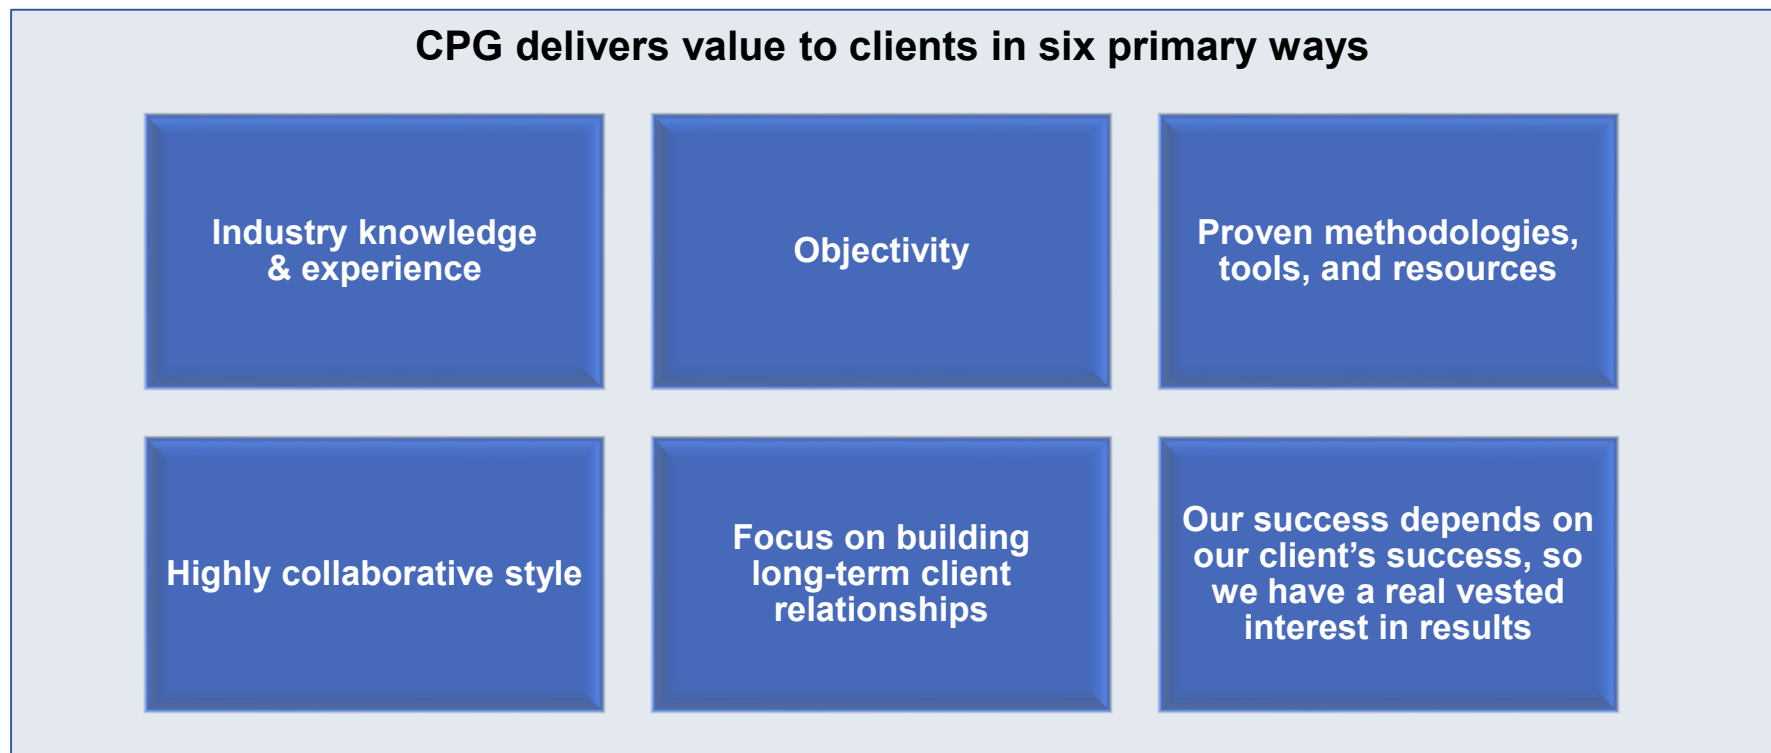 CPG delivers value to clients in six primary ways
Industry knowledge
& experience
Objectivity
Proven methodologies,
tools, and resources
Highly collaborative style
Focus on building
long-term client
relationships
Our success depends on
our client’s success, so
we have a real vested
interest in results